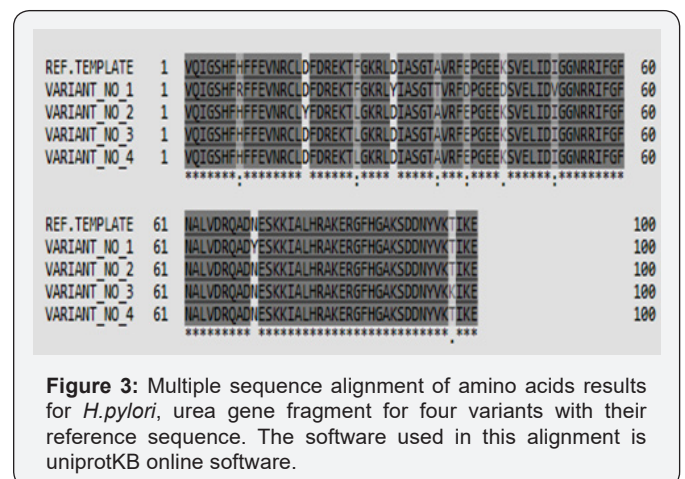 REF.TEMPLATE 1 VQIGSHFHFFEVNRCLDFDREKTFGKRLDIASGTAVRFEPGEEKSVELIDIGGNRRIFGF 60
VARIANT_NO_1 1 VQIGSHFRFFEVNRCLDFDREKTFGKRLYIASGTTVRFDPGEEDSVELIDVGGNRRIFGF 60
VARIANT_NO_2 1 VQIGSHFHFFEVNRCLYFDREKTLGKRLDIASGTAVRFEPGEEKSVELIDIGGNRRIFGF 60
VARIANT_NO_3 1 VQIGSHFHFFEVNRCLDFDREKTLGKRLDIASGTAVRFEPGEEKSVELIDIGGNRRIFGF 60
VARIANT_NO_4 1 VQIGSHFHFFEVNRCLDFDREKTLGKRLDIASGTAVRFEPGEEKSVELIDIGGNRRIFGF 60
*******:******** ******:**** *****:***:****.******:*********
REF.TEMPLATE 61 NALVDRQADNESKKIALHRAKERGFHGAKSDDNYVKTIKE 100
VARIANT_NO_1 61 NALVDRQADYESKKIALHRAKERGFHGAKSDDNYVKTIKE 100
VARIANT_NO_2 61 NALVDRQADNESKKIALHRAKERGFHGAKSDDNYVKTIKE 100
VARIANT_NO_3 61 NALVDRQADNESKKIALHRAKERGFHGAKSDDNYVKKIKE 100
VARIANT_NO_4 61 NALVDRQADNESKKIALHRAKERGFHGAKSDDNYVKTIKE 100
********* **************************.***
Figure 3: Multiple sequence alignment of amino acids results
for H.pylori, urea gene fragment for four variants with their
reference sequence. The software used in this alignment is
uniprotKB online software.